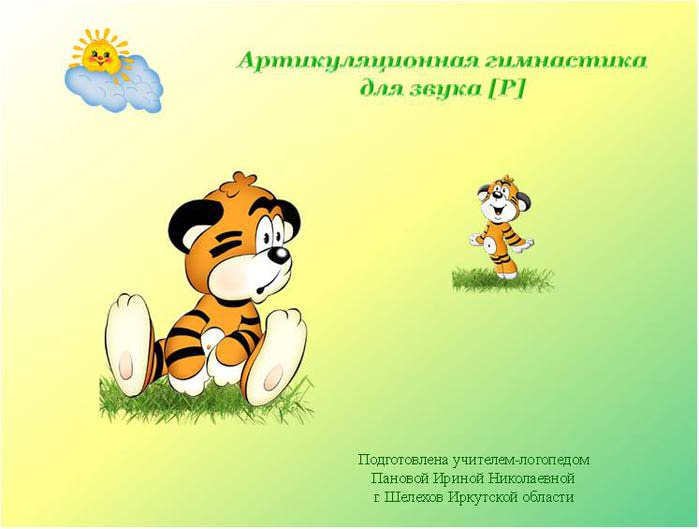 Артикуляционная гимнастика
для звука [Р]
Подготовлена учителем-логопедом
Пановой Ириной Николаевной
г. Шелехов Иркутской области